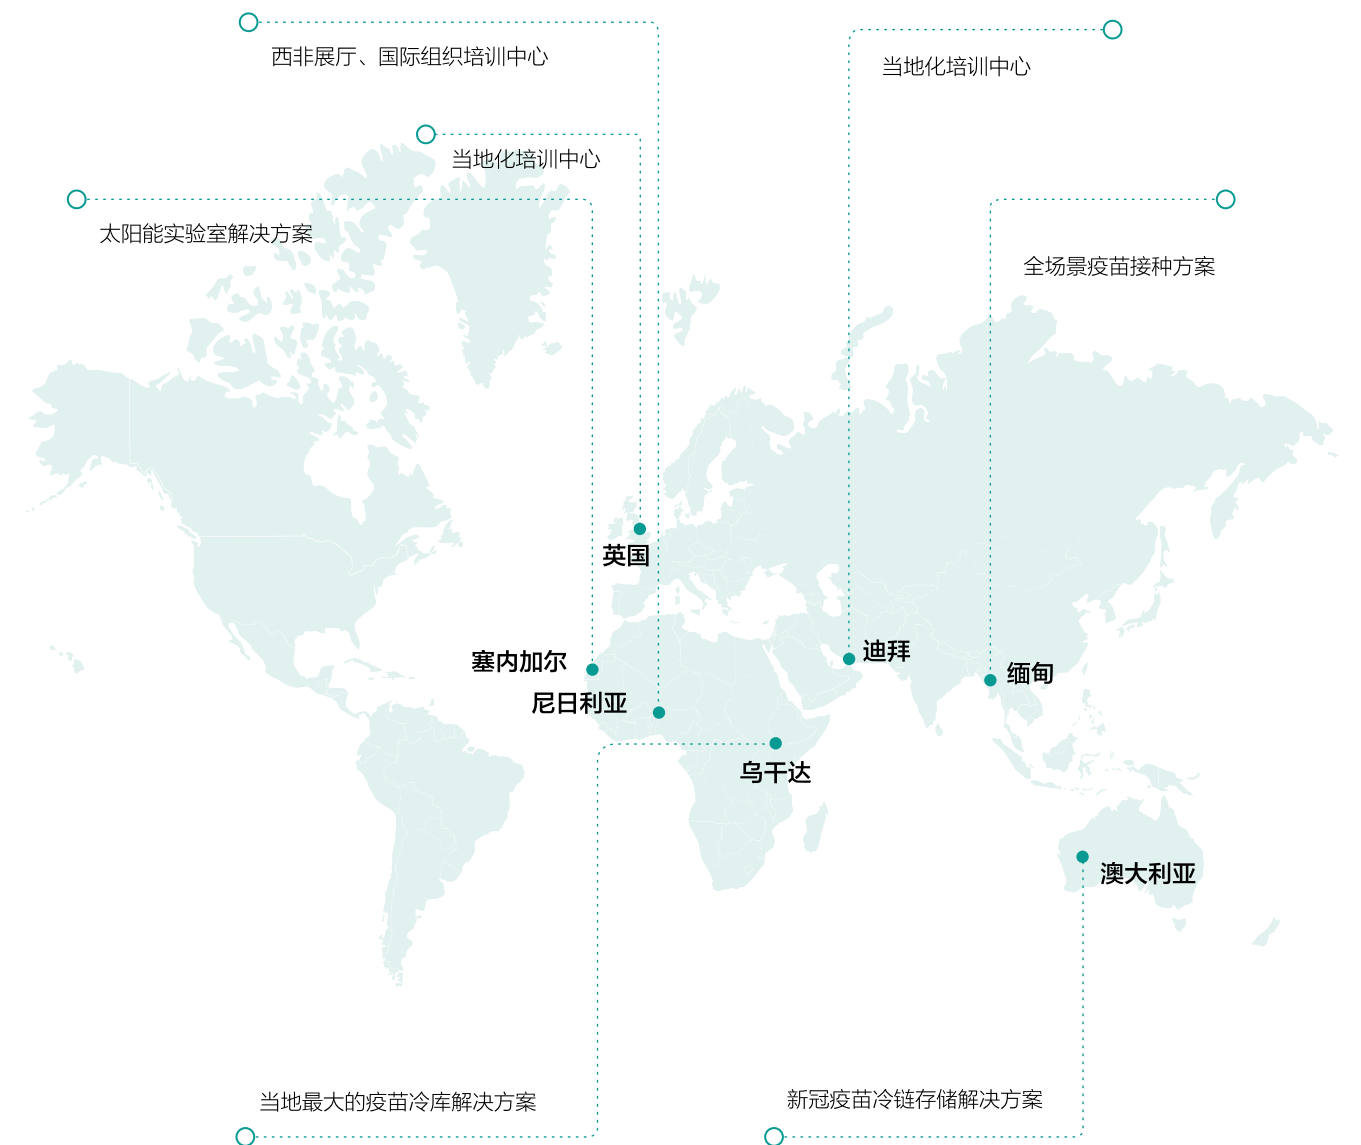 西非展厅、国际组织培训中心
当地化培训中心
当地化培训中心
太阳能实验室解决方案
全场景疫苗接种方案
英国
迪拜
塞内加尔
缅甸
尼日利亚
乌干达
澳大利亚
当地最大的疫苗冷库解决方案
新冠疫苗冷链存储解决方案